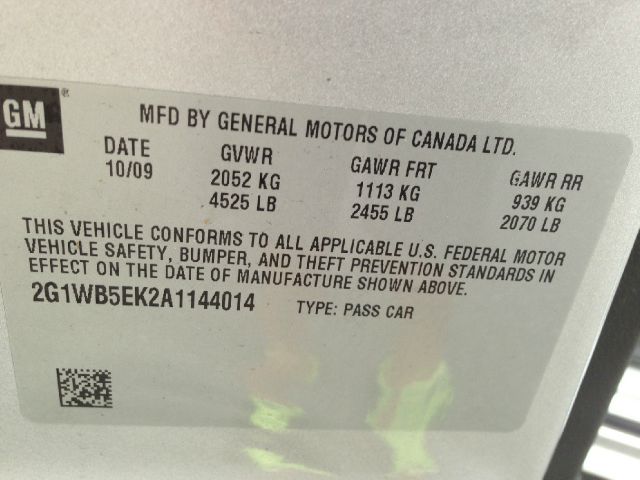 GM®
MFD BY GENERAL MOTORS OF CANADA LTD.
DATE GVWR GAWR FRT GAWR RR
10/09 2052 KG 1113 KG 939 KG
4525 LB 2455 LB 2070 LB
THIS VEHICLE CONFORMS TO ALL APPLICABLE U.S. FEDERAL MOTOR
VEHICLE SAFETY, BUMPER, AND THEFT PREVENTION STANDARDS IN
EFFECT ON THE DATE OF MANUFACTURE SHOWN ABOVE.
2G1WB5EK2A1144014 TYPE: PASS CAR